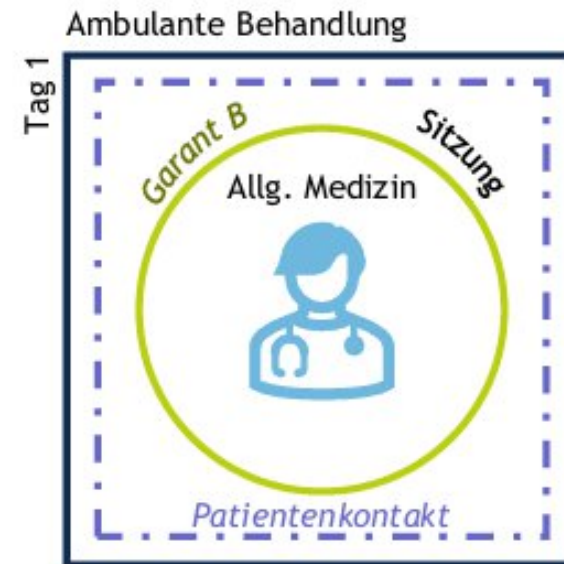 Ambulante Behandlung
Tag 1
Garant B
Sitzung
Allg. Medizin
Patientenkontakt